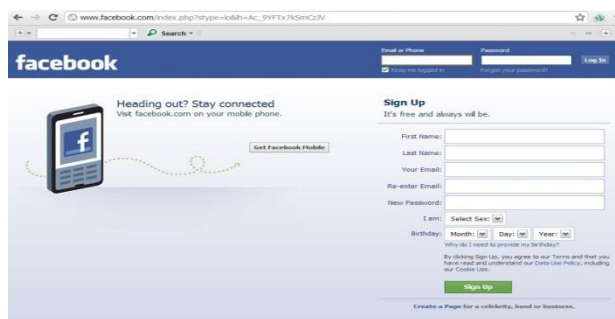 www.facebook.com/index.php?stype=lo&lh=Ac_9YFTx7kSmCzJV
Search
facebook
Email or Phone
Password
Log In
Keep me logged in
Forgot your password?
Heading out? Stay connected
Visit facebook.com on your mobile phone.
Get Facebook Mobile
Sign Up
It's free and always will be.
First Name:
Last Name:
Your Email:
Re-enter Email:
New Password:
I am: Select Sex:
Birthday: Month: Day: Year:
Why do I need to provide my birthday?
By clicking Sign Up, you agree to our Terms and that you
have read and understand our Data Use Policy, including
our Cookie Use.
Sign Up
Create a Page for a celebrity, band or business.